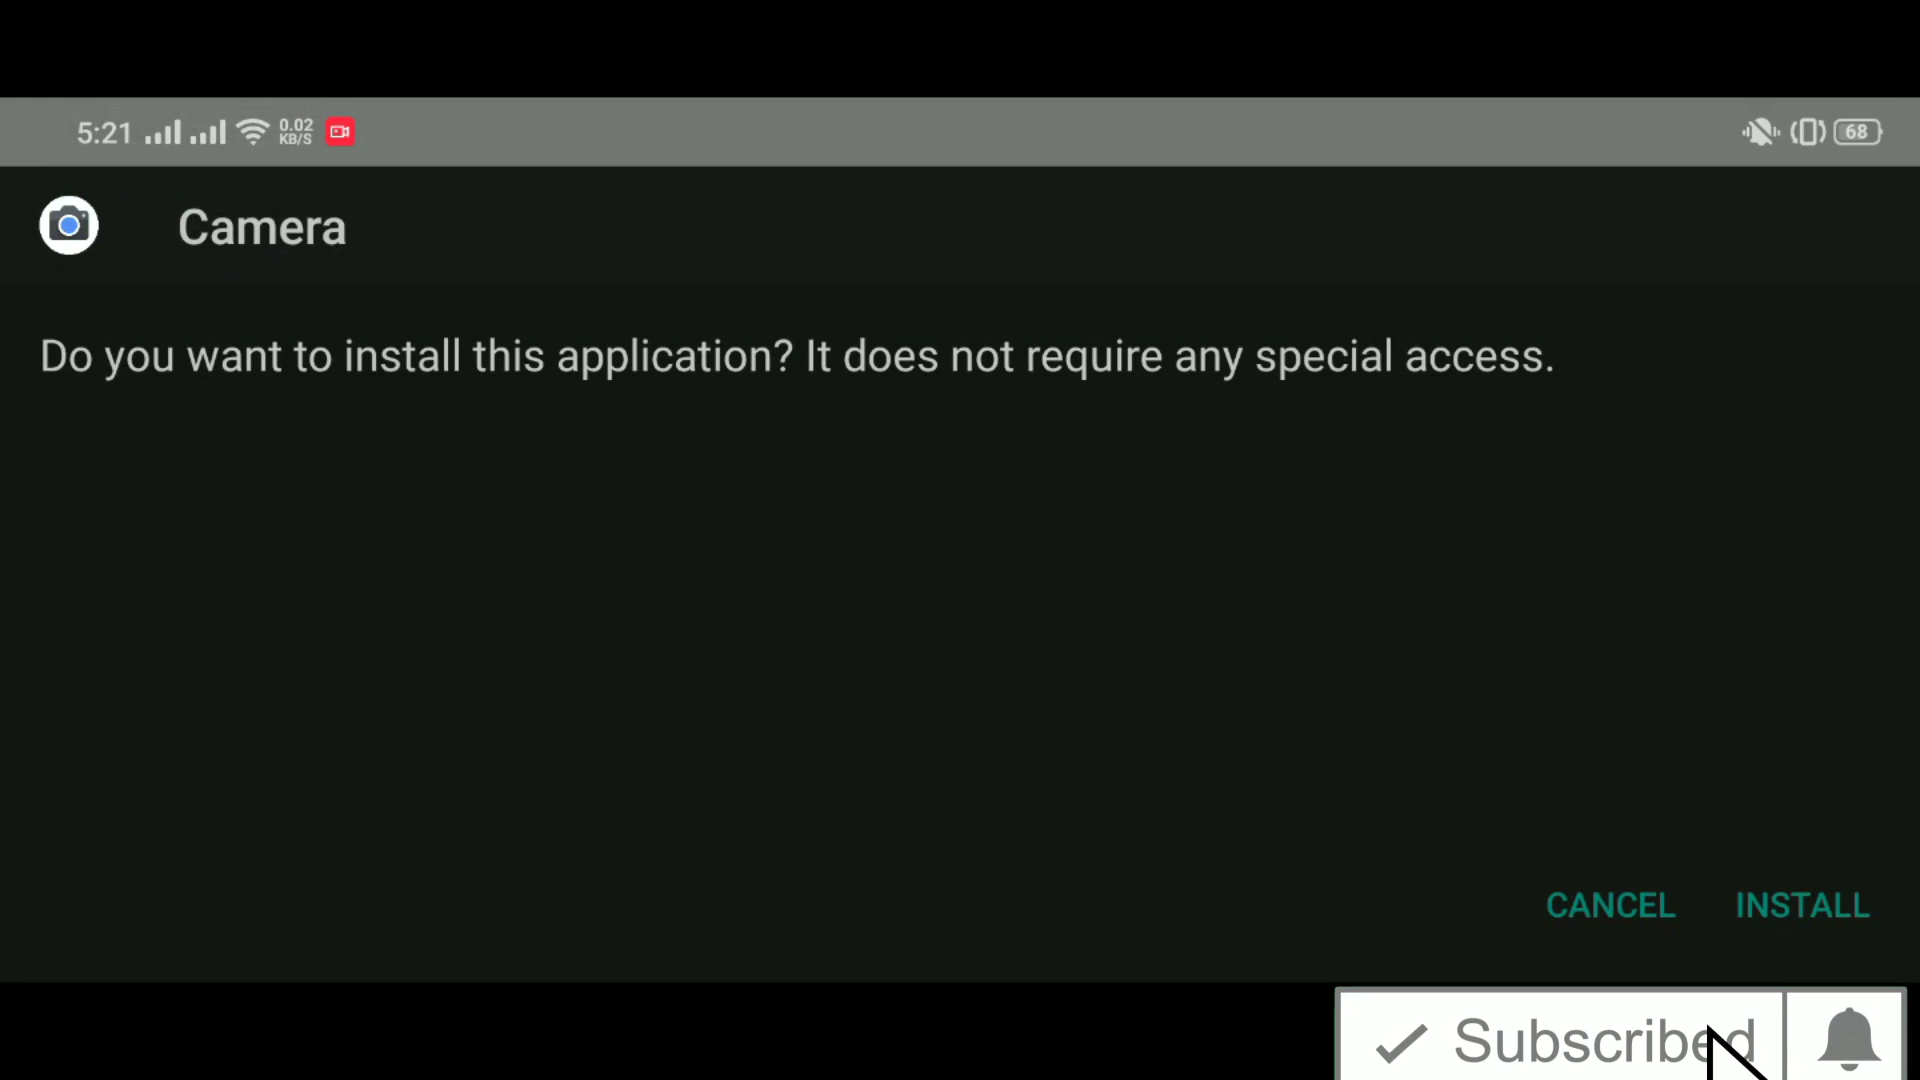 5:21 0.02 KB/S 68
Camera
Do you want to install this application? It does not require any special access.
CANCEL INSTALL
Subscribed